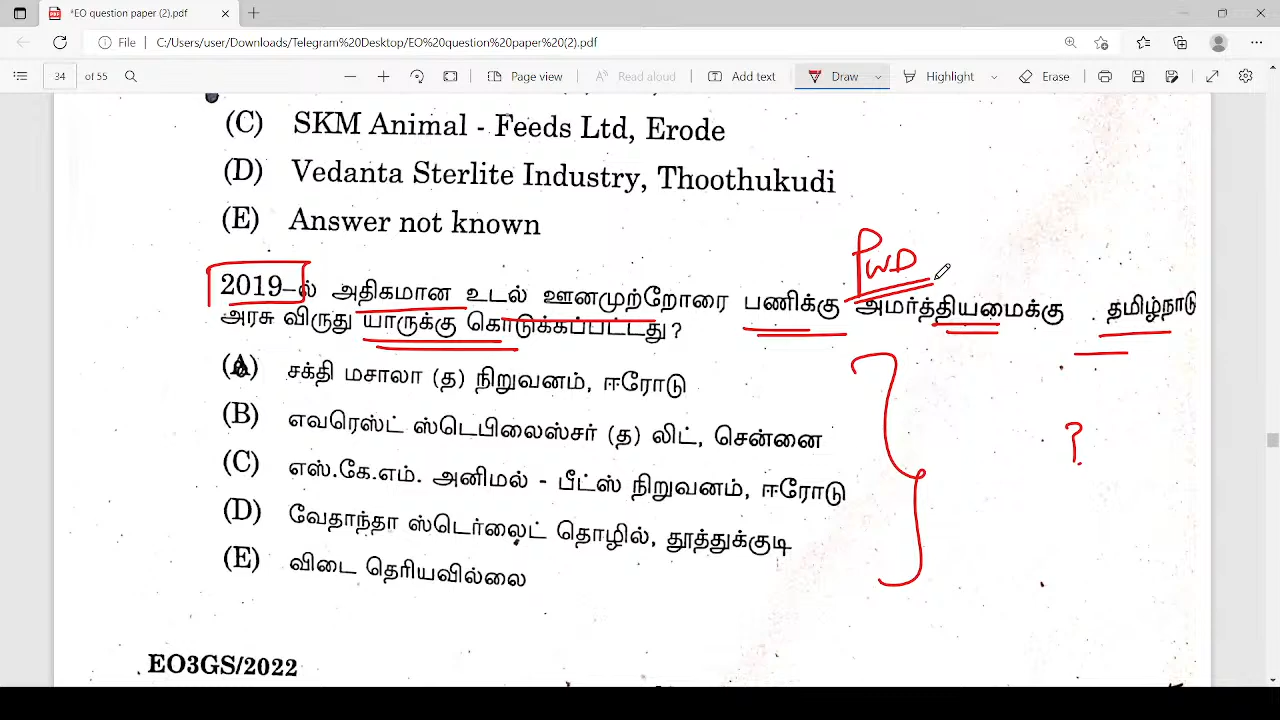 *EO question paper (2).pdf
File C:/Users/user/Downloads/Telegram%20Desktop/EO%20question%20paper%20(2).pdf
34 of 55 Page view Read aloud Add text Draw Highlight Erase
(C) SKM Animal - Feeds Ltd, Erode
(D) Vedanta Sterlite Industry, Thoothukudi
(E) Answer not known
PWD
2019–ல் அதிகமான உடல் ஊனமுற்றோரை பணிக்கு அமர்த்தியமைக்கு தமிழ்நாடு
அரசு விருது யாருக்கு கொடுக்கப்பட்டது?
(A) சக்தி மசாலா (த) நிறுவனம், ஈரோடு
(B) எவரெஸ்ட் ஸ்டெபிலைஸ்சர் (த) லிட், சென்னை
?
(C) எஸ்.கே.எம். அனிமல் - பீட்ஸ் நிறுவனம், ஈரோடு
(D) வேதாந்தா ஸ்டெர்லைட் தொழில், தூத்துக்குடி
(E) விடை தெரியவில்லை
EO3GS/2022